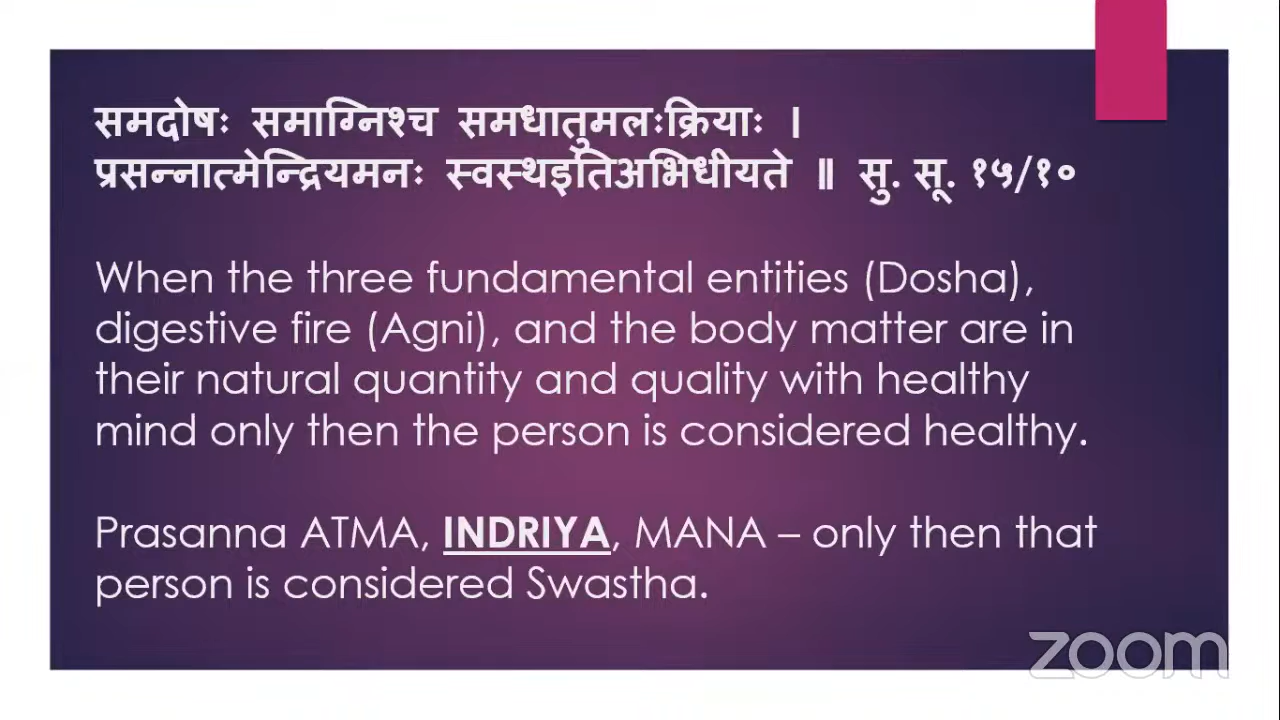 समदोषः समाग्निश्च समधातुमलःक्रियाः ।
प्रसन्नात्मेन्द्रियमनः स्वस्थइतिअभिधीयते ॥ सु. सू. १५/१०
When the three fundamental entities (Dosha),
digestive fire (Agni), and the body matter are in
their natural quantity and quality with healthy
mind only then the person is considered healthy.
Prasanna ATMA, INDRIYA, MANA – only then that
person is considered Swastha.
zoom